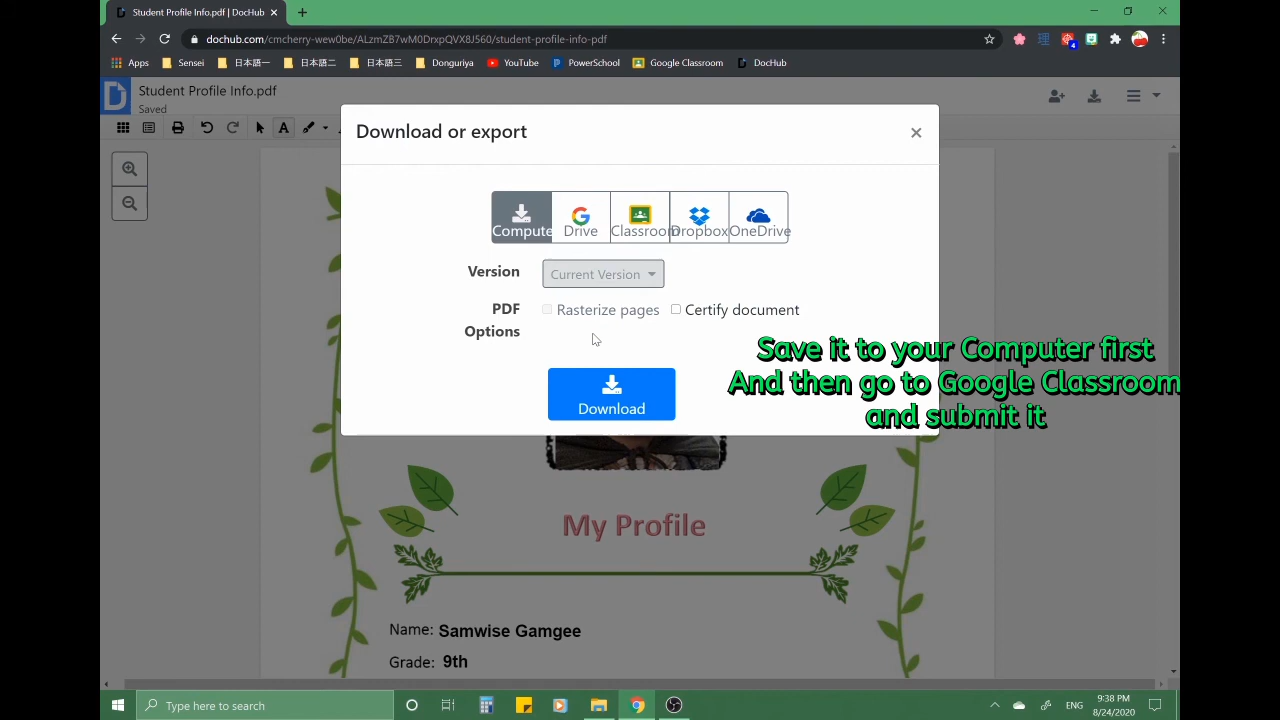 Student Profile Info.pdf | DocHub
dochub.com/cmcherry-wew0be/ALzmZB7wM0DrxpQVX8J560/student-profile-info-pdf
4
Apps Sensei 日本語一 日本語二 日本語三 Donguriya YouTube PowerSchool Google Classroom DocHub
Student Profile Info.pdf
Saved
A
Download or export
Compute Drive Classroom Dropbox OneDrive
Version Current Version
PDF Options Rasterize pages Certify document
Download
Save it to your Computer first
And then go to Google Classroom
and submit it
My Profile
Name: Samwise Gamgee
Grade: 9th
Type here to search
9:38 PM
8/24/2020